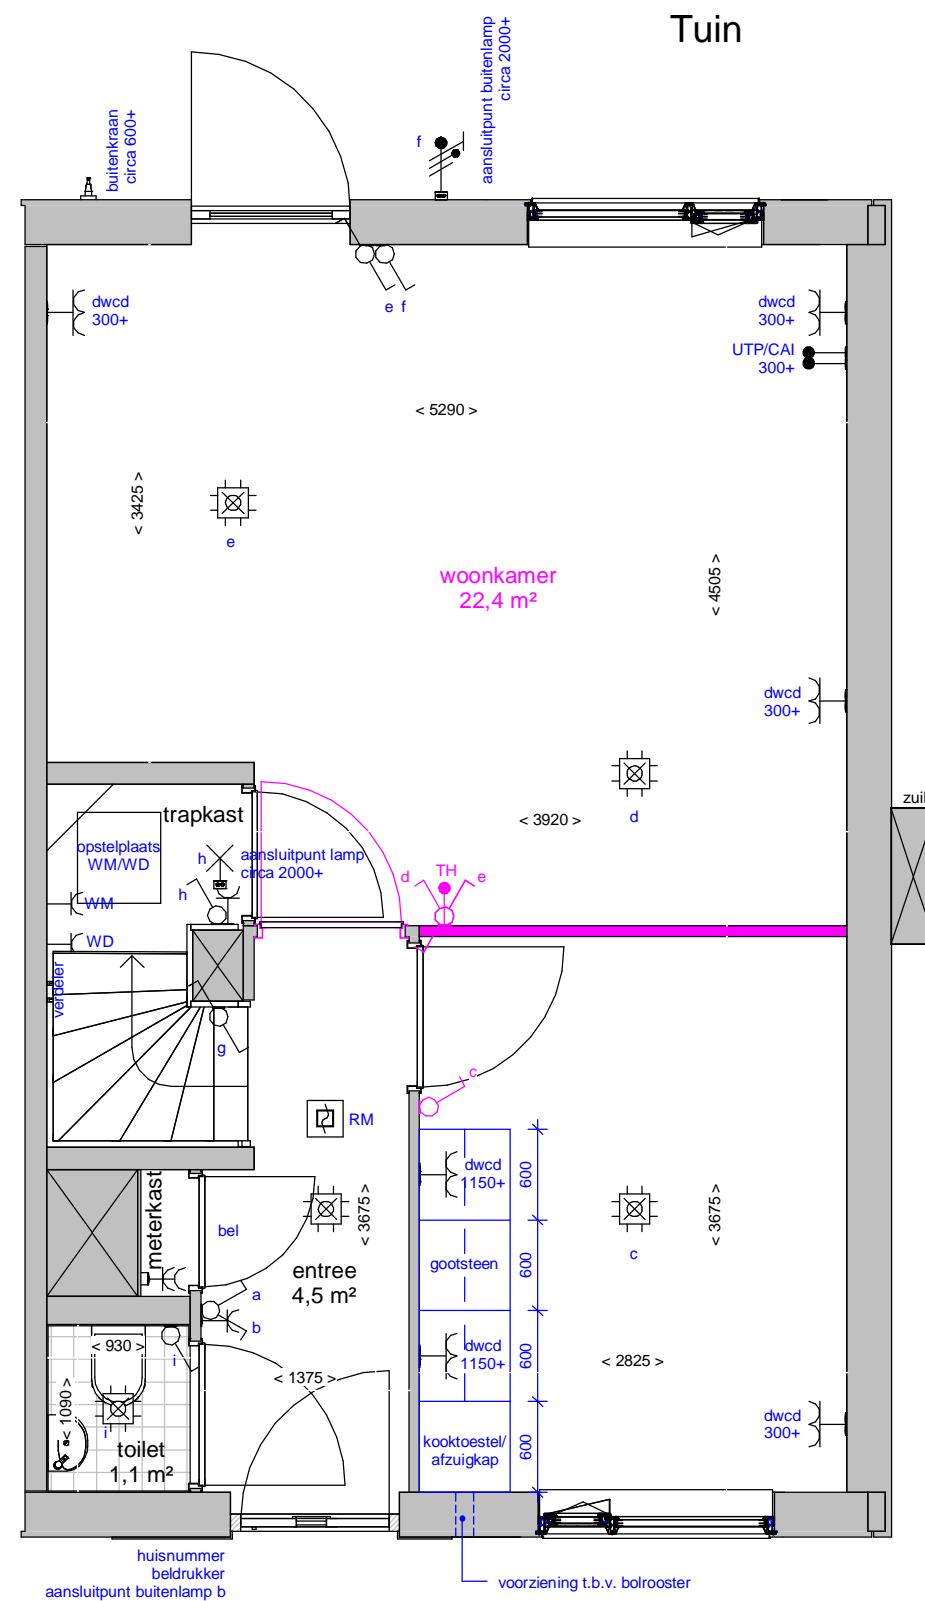 Tuin
buitenkraan
circa 600+
f
aansluitpunt buitenlamp
circa 2000+
e f
dwcd
300+
dwcd
300+
UTP/CAI
300+
< 5290 >
< 3425 >
e
woonkamer
22,4 m²
< 4505 >
dwcd
300+
d
< 3920 >
zuil
trapkast
opstelplaats
WM/WD
h
aansluitpunt lamp
circa 2000+
h
WM
WD
d
TH
e
verdeler
g
c
RM
meterkast
bel
< 3675 >
entree
4,5 m²
a
b
dwcd
1150+
600
gootsteen
600
dwcd
1150+
600
kooktoestel/
afzuigkap
600
c
< 3675 >
< 2825 >
dwcd
300+
< 930 >
i
< 1375 >
< 1090 >
i
toilet
1,1 m²
huisnummer
beldrukker
aansluitpunt buitenlamp b
voorziening t.b.v. bolrooster